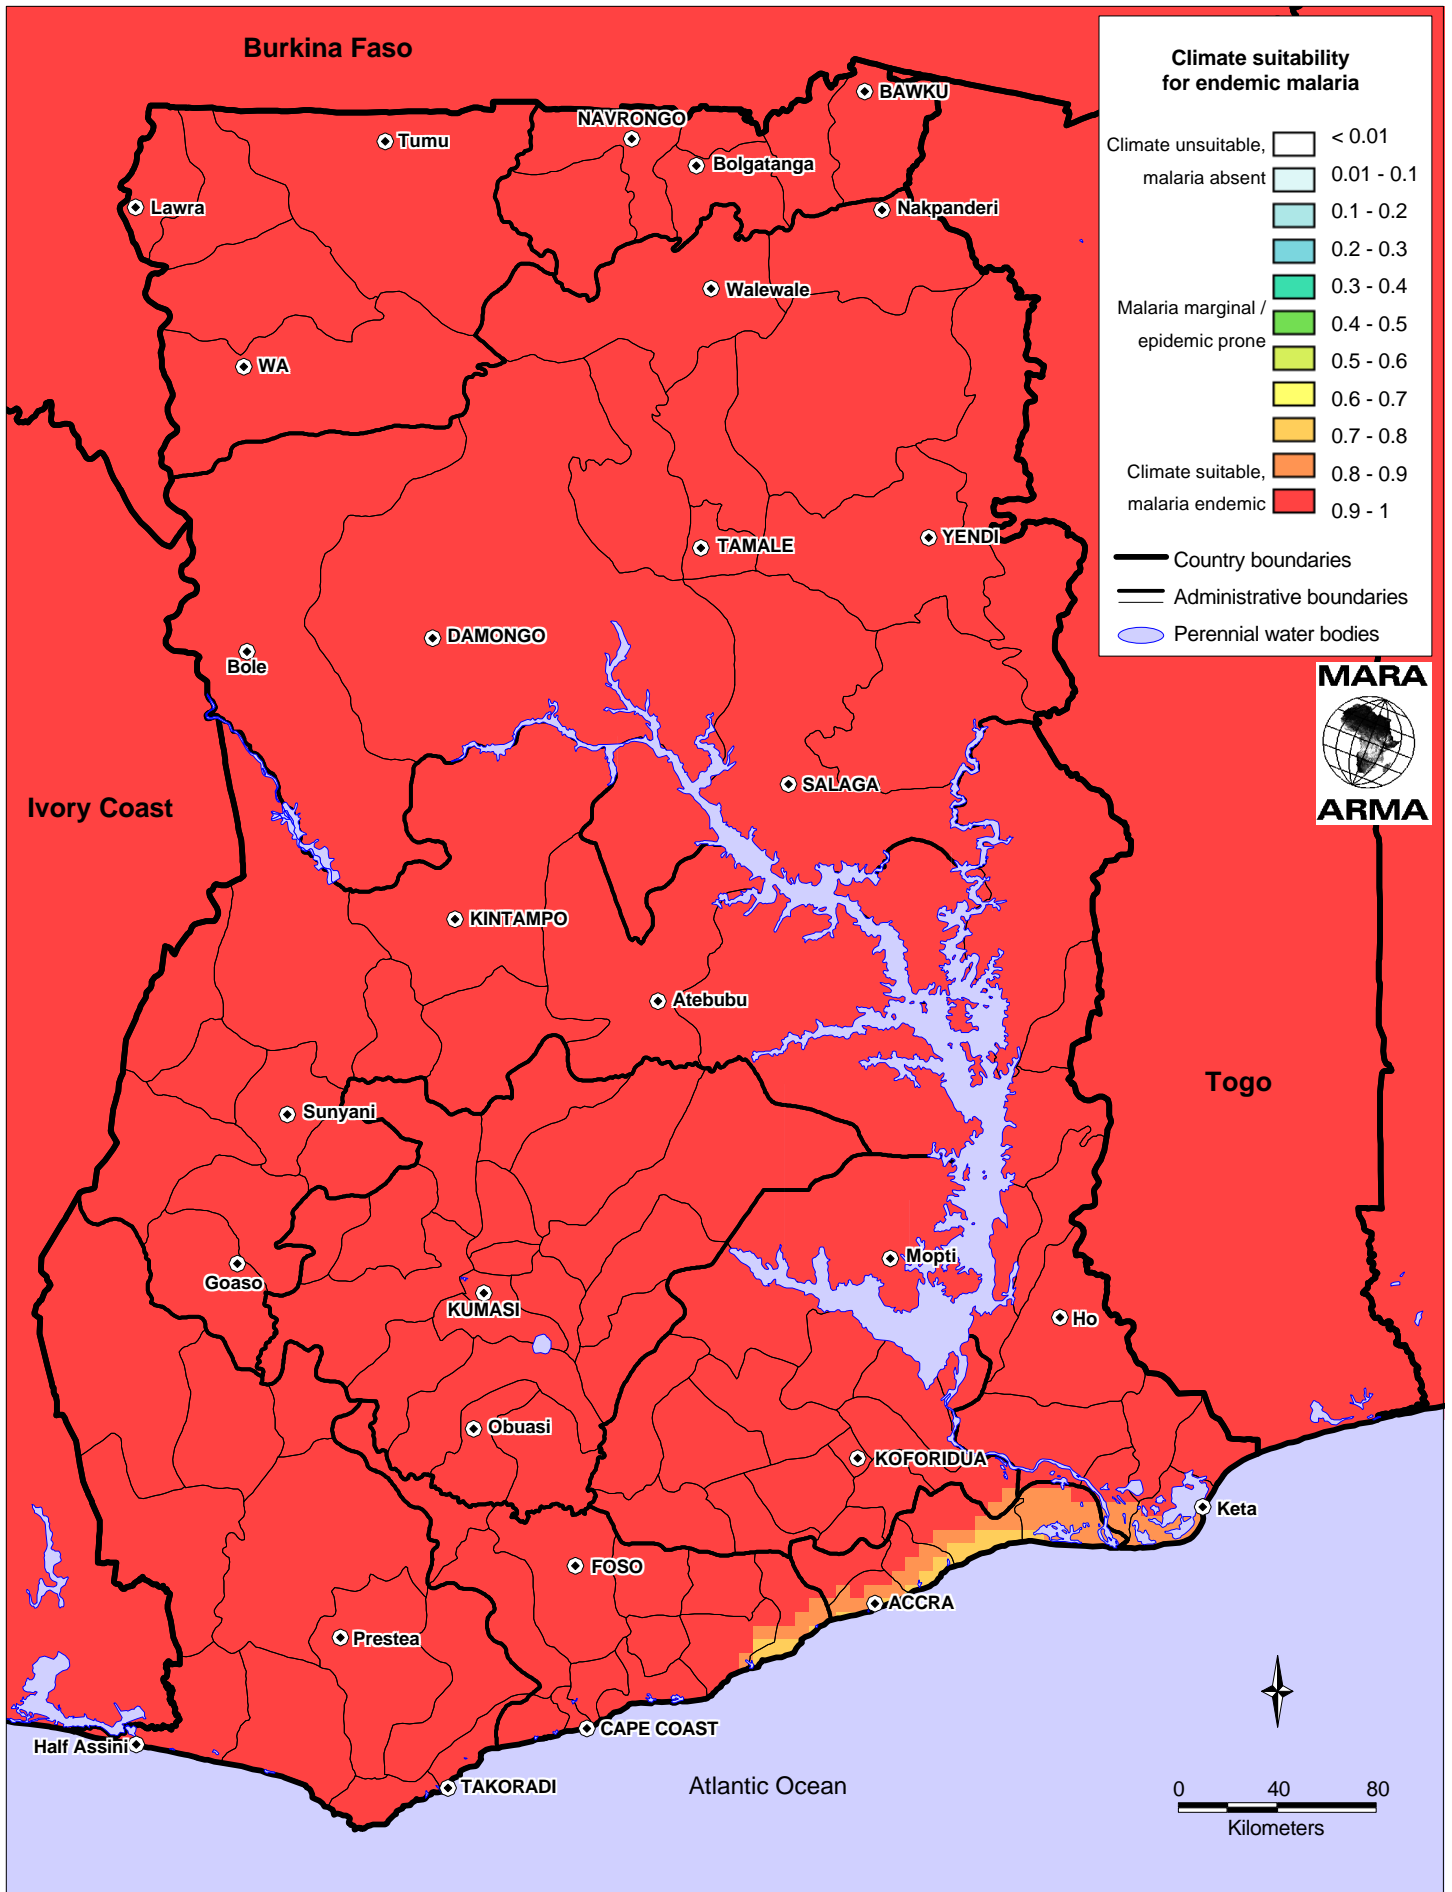 Burkina Faso
Climate suitability
for endemic malaria
Climate unsuitable,
malaria absent
Malaria marginal /
epidemic prone
Climate suitable,
malaria endemic
< 0.01
0.01 - 0.1
0.1 - 0.2
0.2 - 0.3
0.3 - 0.4
0.4 - 0.5
0.5 - 0.6
0.6 - 0.7
0.7 - 0.8
0.8 - 0.9
0.9 - 1
Country boundaries
Administrative boundaries
Perennial water bodies
MARA
ARMA
BAWKU
NAVRONGO
Tumu
Bolgatanga
Lawra
Nakpanderi
Walewale
WA
YENDI
TAMALE
DAMONGO
Bole
SALAGA
Ivory Coast
KINTAMPO
Atebubu
Togo
Sunyani
Mopti
Goaso
KUMASI
Ho
Obuasi
KOFORIDUA
Keta
FOSO
ACCRA
Prestea
CAPE COAST
Half Assini
TAKORADI
Atlantic Ocean
0 40 80
Kilometers